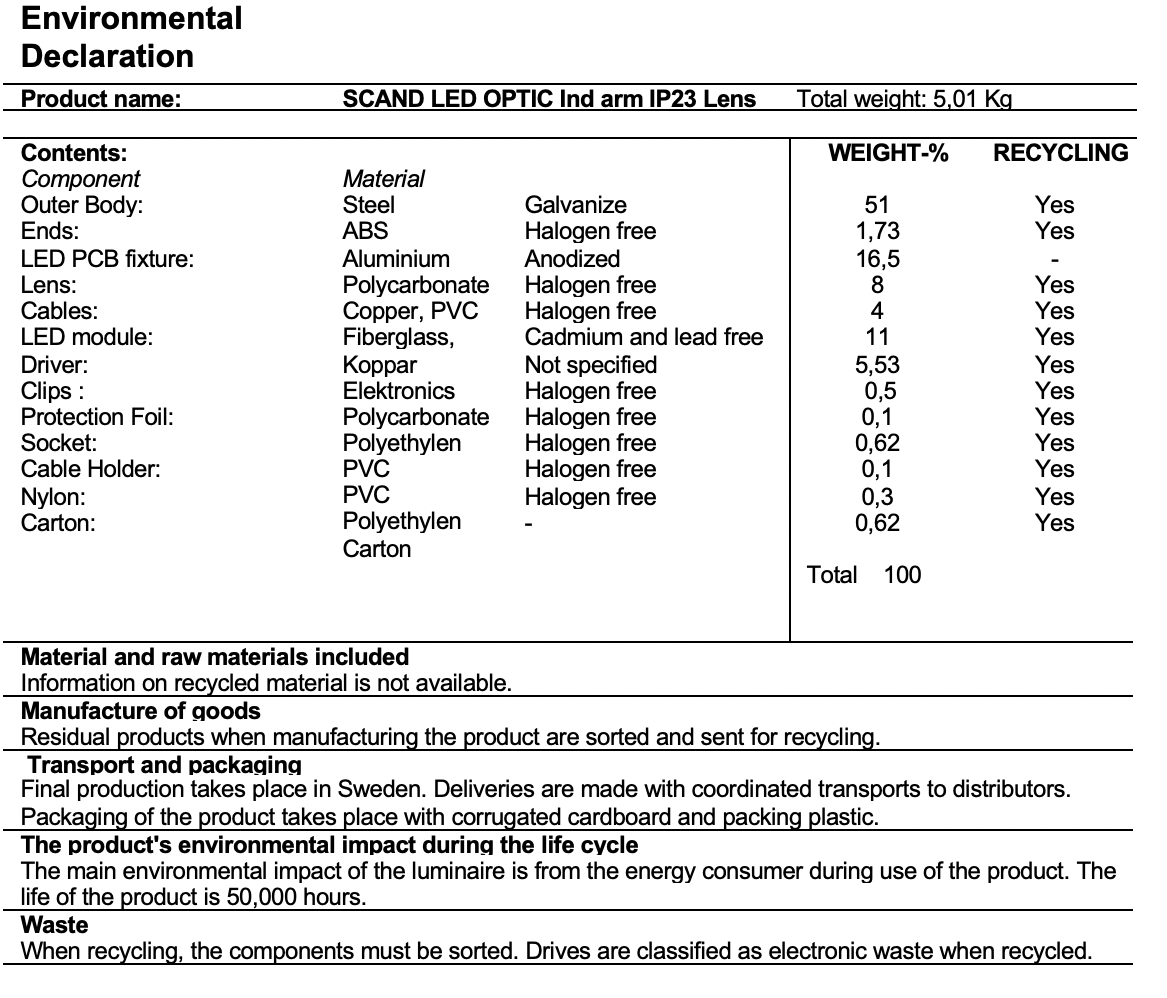 Environmental
Declaration
Product name: SCAND LED OPTIC Ind arm IP23 Lens Total weight: 5,01 Kg
Contents: WEIGHT-% RECYCLING
Component Material
Outer Body: Steel Galvanize 51 Yes
Ends: ABS Halogen free 1,73 Yes
LED PCB fixture: Aluminium Anodized 16,5 -
Lens: Polycarbonate Halogen free 8 Yes
Cables: Copper, PVC Halogen free 4 Yes
LED module: Fiberglass, Cadmium and lead free 11 Yes
Driver: Koppar Not specified 5,53 Yes
Clips : Elektronics Halogen free 0,5 Yes
Protection Foil: Polycarbonate Halogen free 0,1 Yes
Socket: Polyethylen Halogen free 0,62 Yes
Cable Holder: PVC Halogen free 0,1 Yes
Nylon: PVC Halogen free 0,3 Yes
Carton: Polyethylen - 0,62 Yes
Carton
Total 100
Material and raw materials included
Information on recycled material is not available.
Manufacture of goods
Residual products when manufacturing the product are sorted and sent for recycling.
Transport and packaging
Final production takes place in Sweden. Deliveries are made with coordinated transports to distributors.
Packaging of the product takes place with corrugated cardboard and packing plastic.
The product's environmental impact during the life cycle
The main environmental impact of the luminaire is from the energy consumer during use of the product. The
life of the product is 50,000 hours.
Waste
When recycling, the components must be sorted. Drives are classified as electronic waste when recycled.